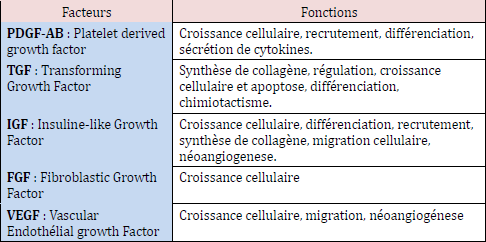 Facteurs
Fonctions
PDGF-AB : Platelet derived
growth factor
Croissance cellulaire, recrutement, différenciation,
sécrétion de cytokines.
TGF : Transforming
Growth Factor
Synthèse de collagène, régulation, croissance
cellulaire et apoptose, différenciation,
chimiotactisme.
IGF : Insuline-like Growth
Factor
Croissance cellulaire, différenciation, recrutement,
synthèse de collagène, migration cellulaire,
néoangiogenese.
FGF : Fibroblastic Growth
Factor
Croissance cellulaire
VEGF : Vascular
Endothélial growth Factor
Croissance cellulaire, migration, néoangiogénese